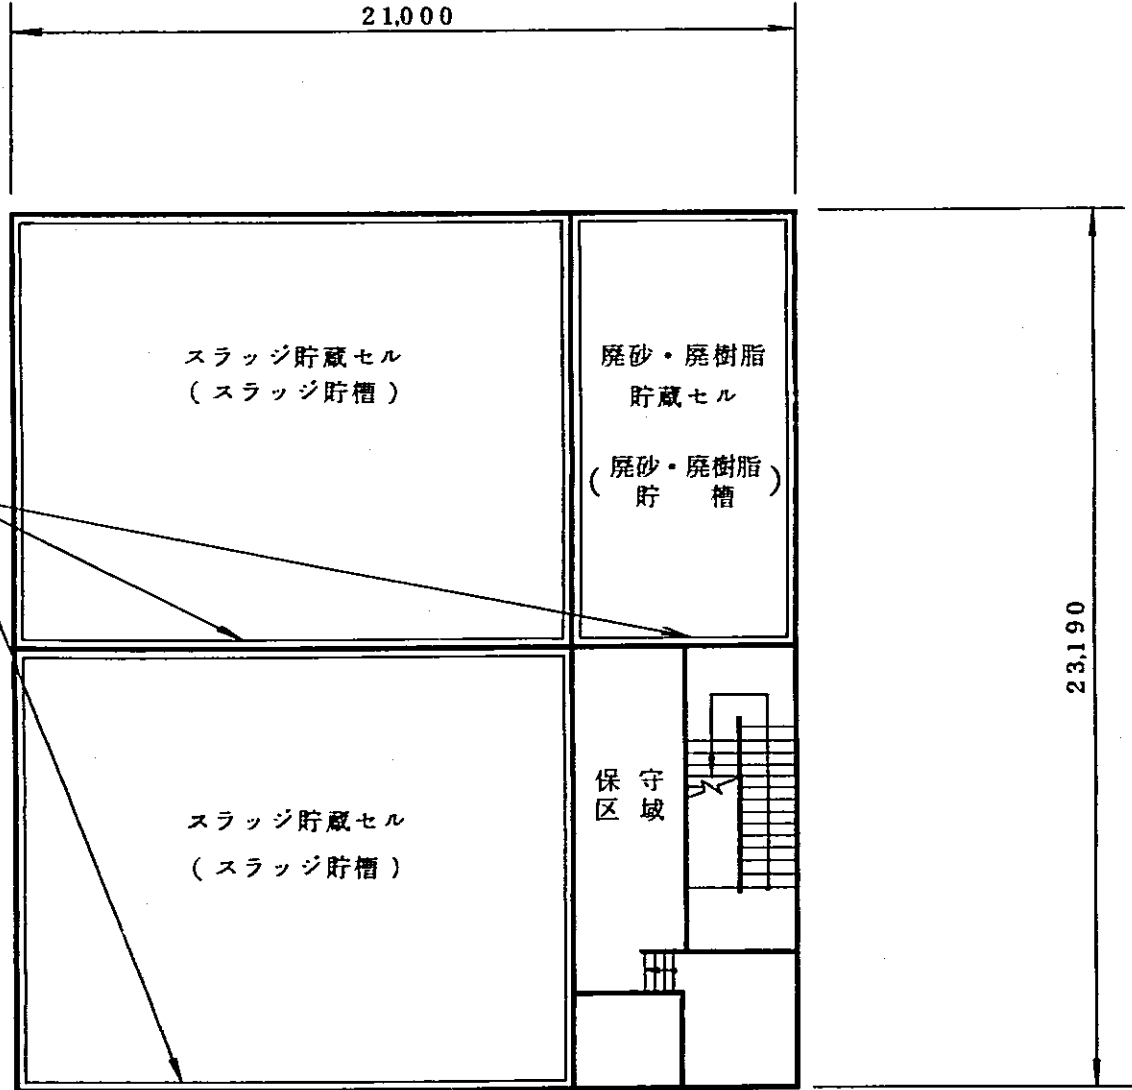 21,000
スラッジ貯蔵セル
(スラッジ貯槽)
廃砂・廃樹脂
貯蔵セル
(廃砂・廃樹脂
貯 槽)
23,190
保 守
区 域
スラッジ貯蔵セル
(スラッジ貯槽)